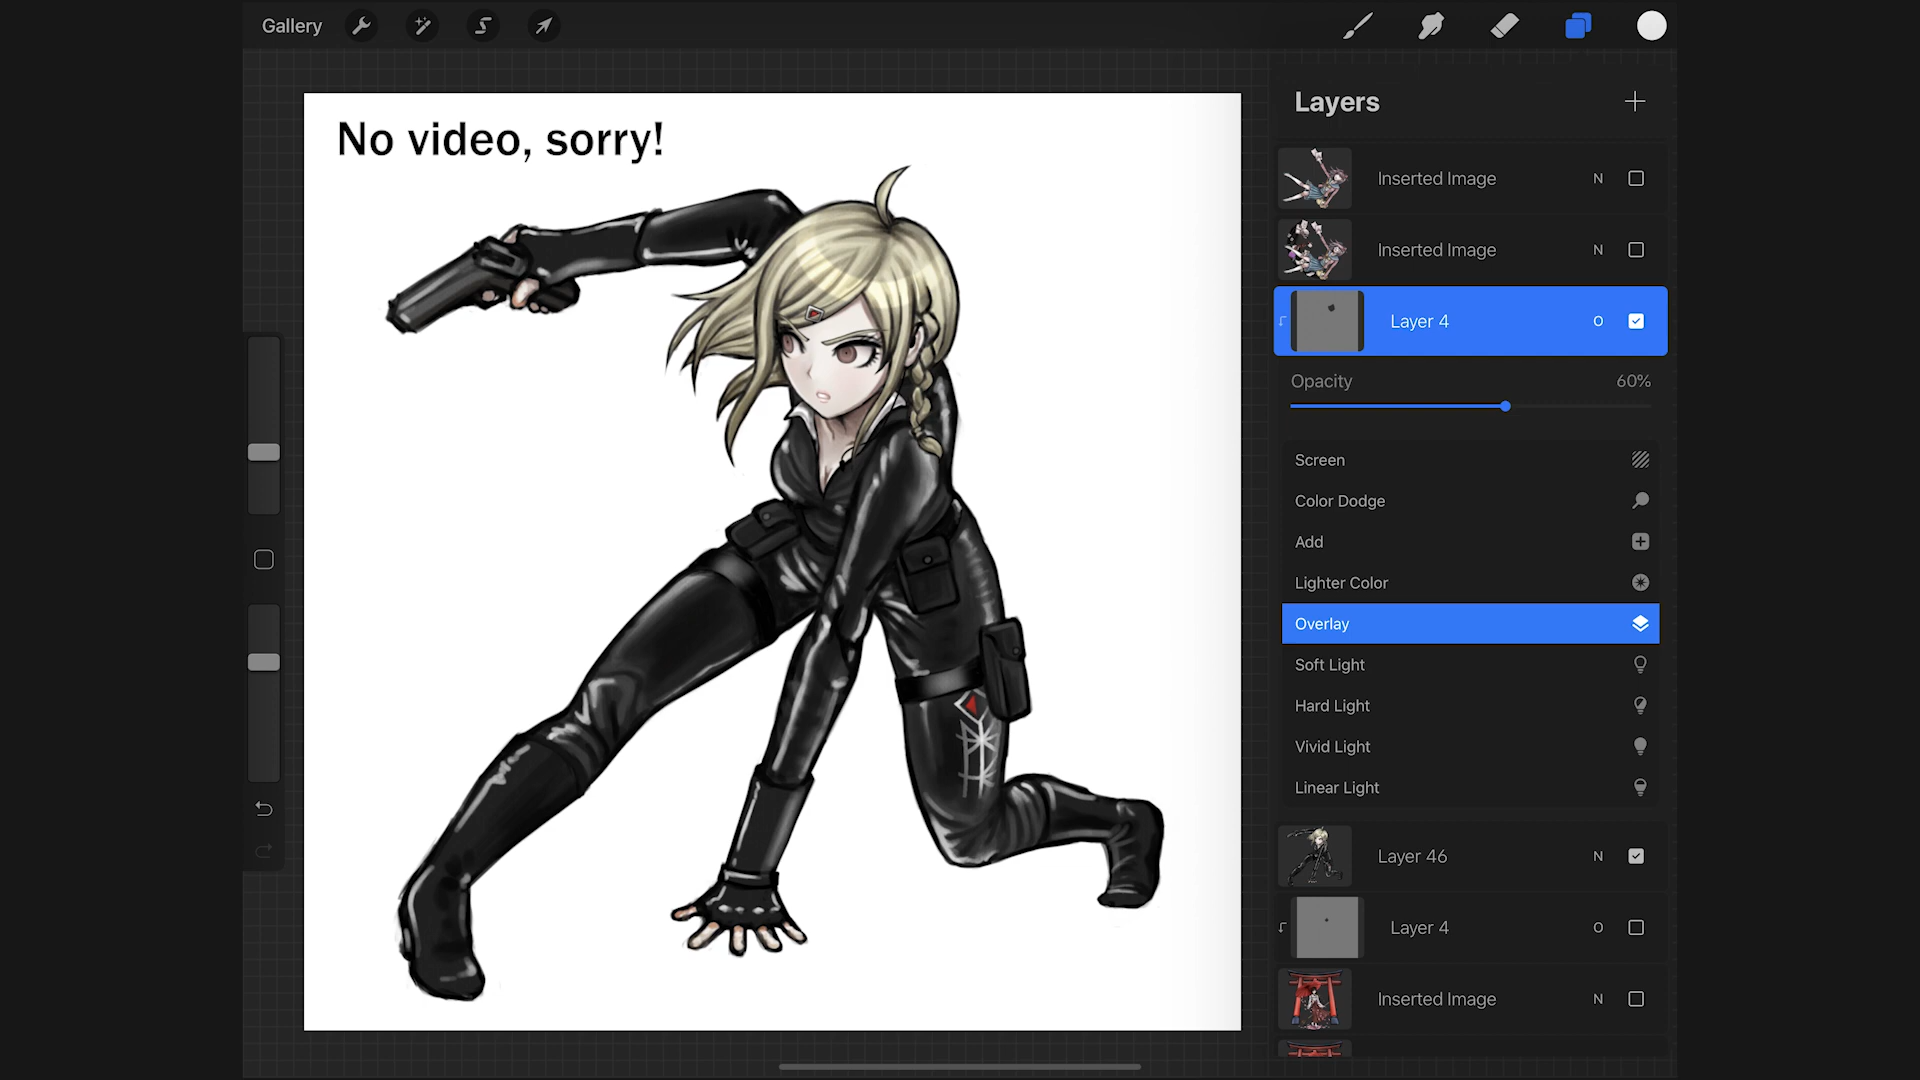 Gallery
No video, sorry!
Layers
Inserted Image N
Inserted Image N
Layer 4 O
Opacity 60%
Screen
Color Dodge
Add
Lighter Color
Overlay
Soft Light
Hard Light
Vivid Light
Linear Light
Layer 46 N
Layer 4 O
Inserted Image N